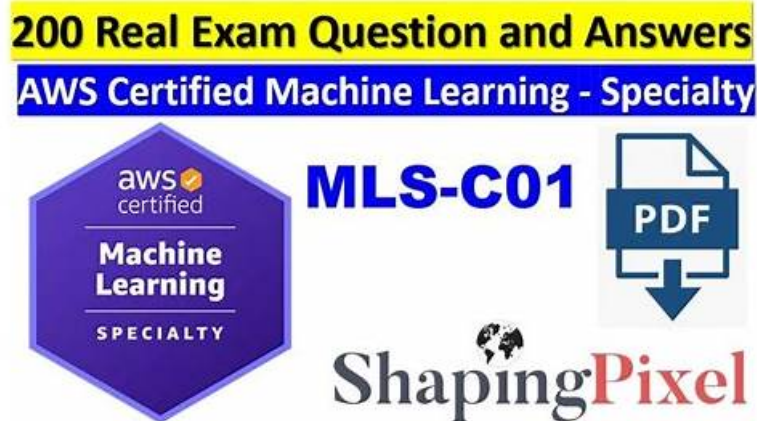 200 Real Exam Question and Answers
AWS Certified Machine Learning - Specialty
aws
certified
Machine
Learning
SPECIALTY
MLS-C01
PDF
ShapingPixel